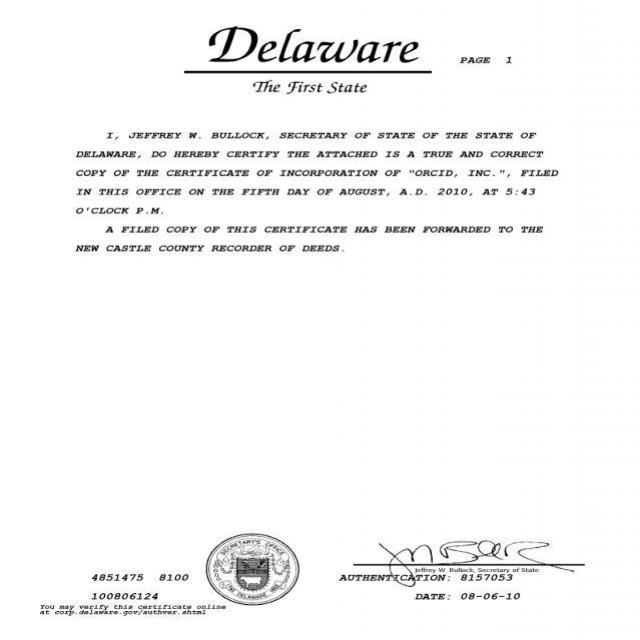 Delaware
PAGE 1
The First State
I, JEFFREY W. BULLOCK, SECRETARY OF STATE OF THE STATE OF
DELAWARE, DO HEREBY CERTIFY THE ATTACHED IS A TRUE AND CORRECT
COPY OF THE CERTIFICATE OF INCORPORATION OF "ORCID, INC.", FILED
IN THIS OFFICE ON THE FIFTH DAY OF AUGUST, A.D. 2010, AT 5:43
O'CLOCK P.M.
A FILED COPY OF THIS CERTIFICATE HAS BEEN FORWARDED TO THE
NEW CASTLE COUNTY RECORDER OF DEEDS.
SECRETARY'S OFFICE
DELAWARE
Jeffrey W. Bullock, Secretary of State
4851475 8100
AUTHENTICATION: 8157053
100806124
DATE: 08-06-10
You may verify this certificate online
at corp.delaware.gov/authver.shtml